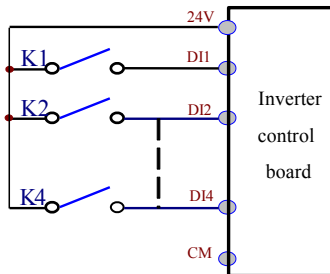 24V
K1
DI1
K2
DI2
Inverter
control
board
K4
DI4
CM